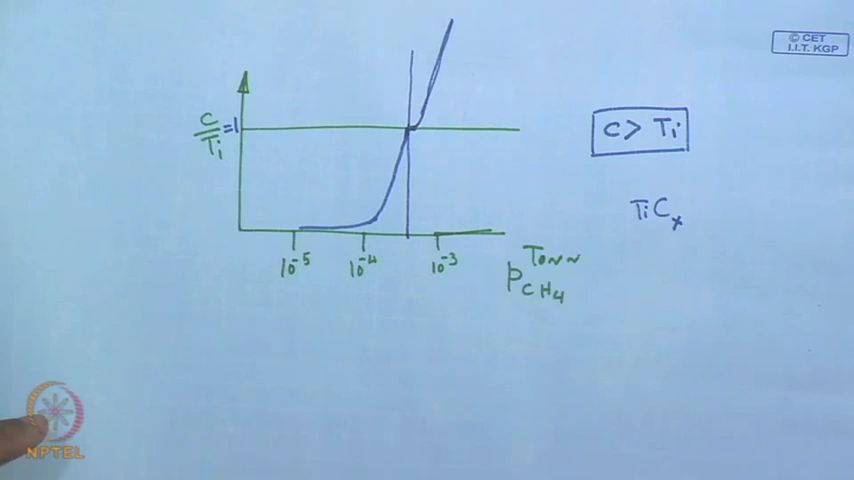 © CET
I.I.T. KGP
C/Ti =1
C > Ti
TiCx
10-5
10-4
10-3
pCH4 Torr
NPTEL